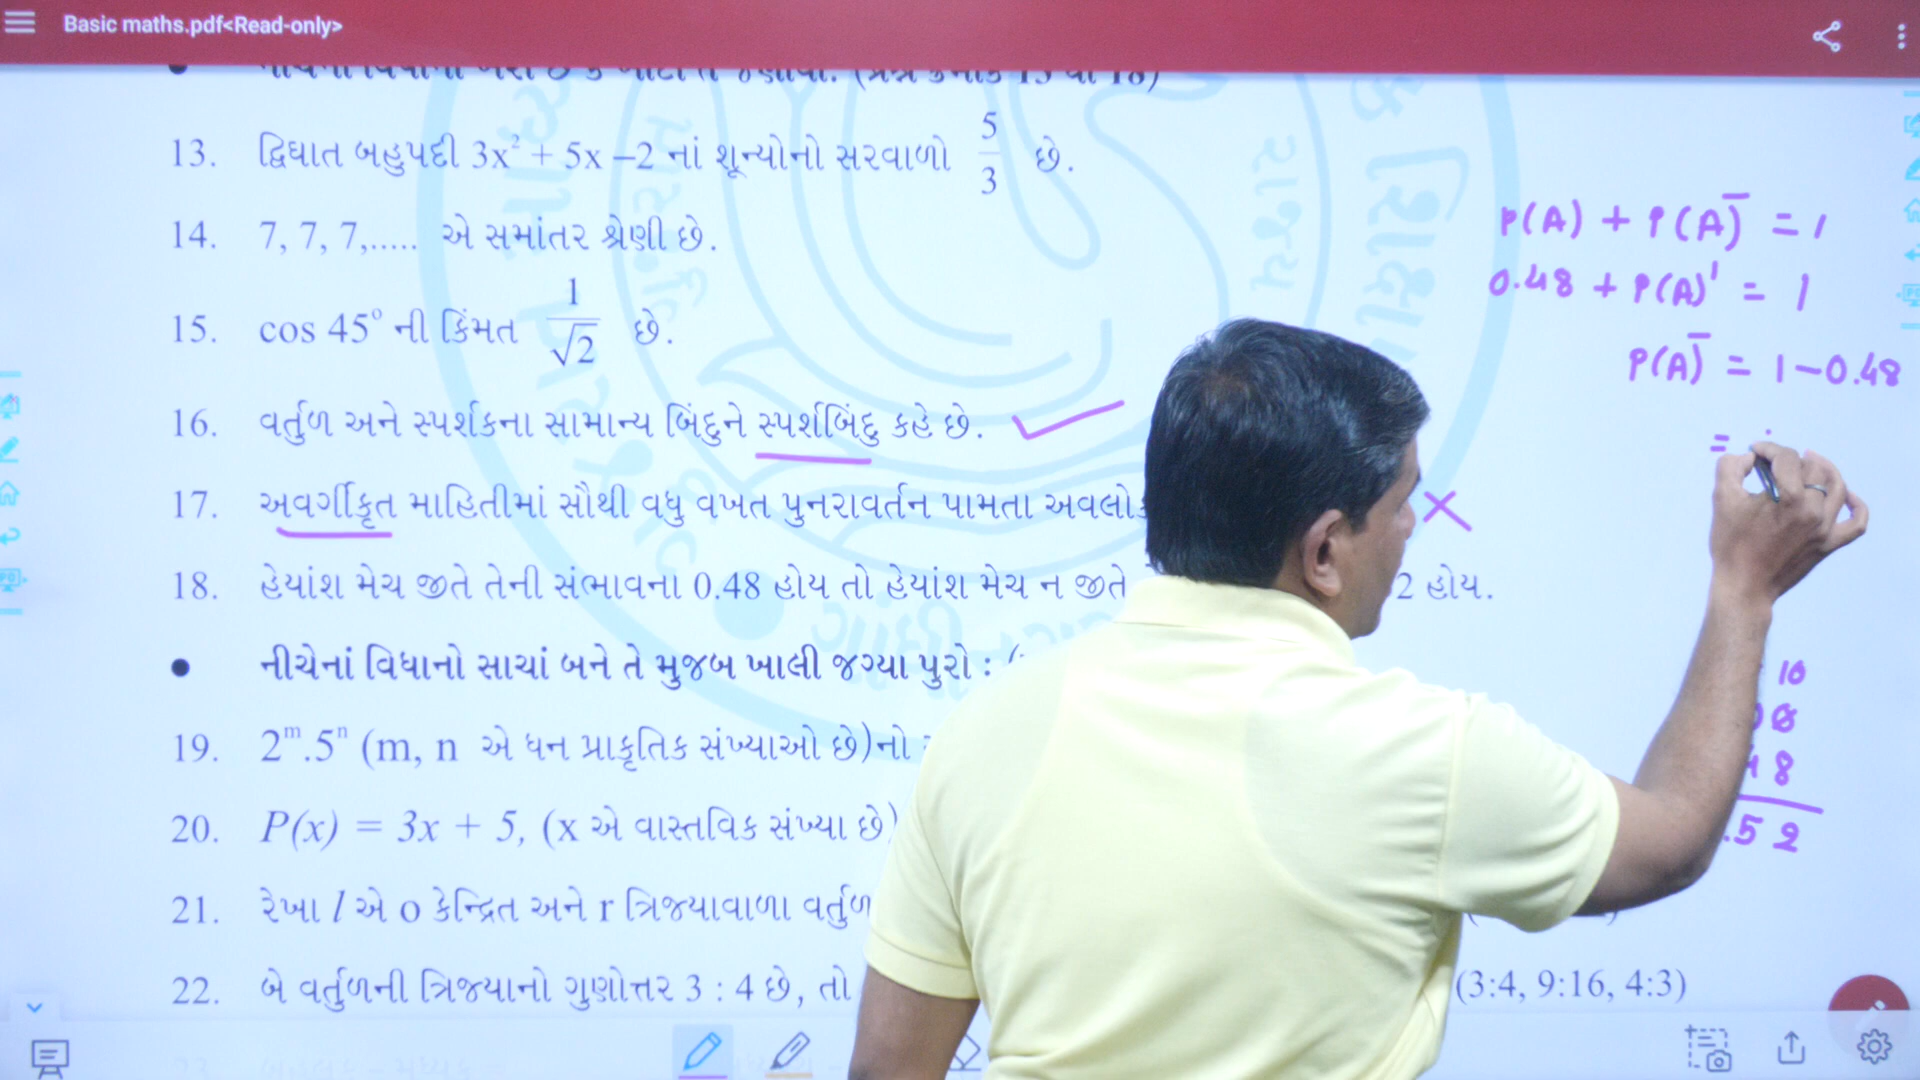 Basic maths.pdf<Read-only>
13. દ્વિઘાત બહુપદી 3x² + 5x –2 નાં શૂન્યોનો સરવાળો 5/3 છે.
14. 7, 7, 7,..... એ સમાંતર શ્રેણી છે.
15. cos 45° ની કિંમત 1/√2 છે.
16. વર્તુળ અને સ્પર્શકના સામાન્ય બિંદુને સ્પર્શબિંદુ કહે છે.
17. અવર્ગીકૃત માહિતીમાં સૌથી વધુ વખત પુનરાવર્તન પામતા
18. હેયાંશ મેચ જીતે તેની સંભાવના 0.48 હોય તો હેયાંશ મેચ ન જીતે 2 હોય.
● નીચેનાં વિધાનો સાચાં બને તે મુજબ ખાલી જગ્યા પુરો :
19. 2ᵐ.5ⁿ (m, n એ ધન પ્રાકૃતિક સંખ્યાઓ છે)નો
20. P(x) = 3x + 5, (x એ વાસ્તવિક સંખ્યા છે)
21. રેખા l એ o કેન્દ્રિત અને r ત્રિજ્યાવાળા વર્તુળ
22. બે વર્તુળની ત્રિજ્યાનો ગુણોત્તર 3 : 4 છે, તો (3:4, 9:16, 4:3)
P(A) + P(A̅) = 1
0.48 + P(A)' = 1
P(A̅) = 1 – 0.48
=
10
8
.52